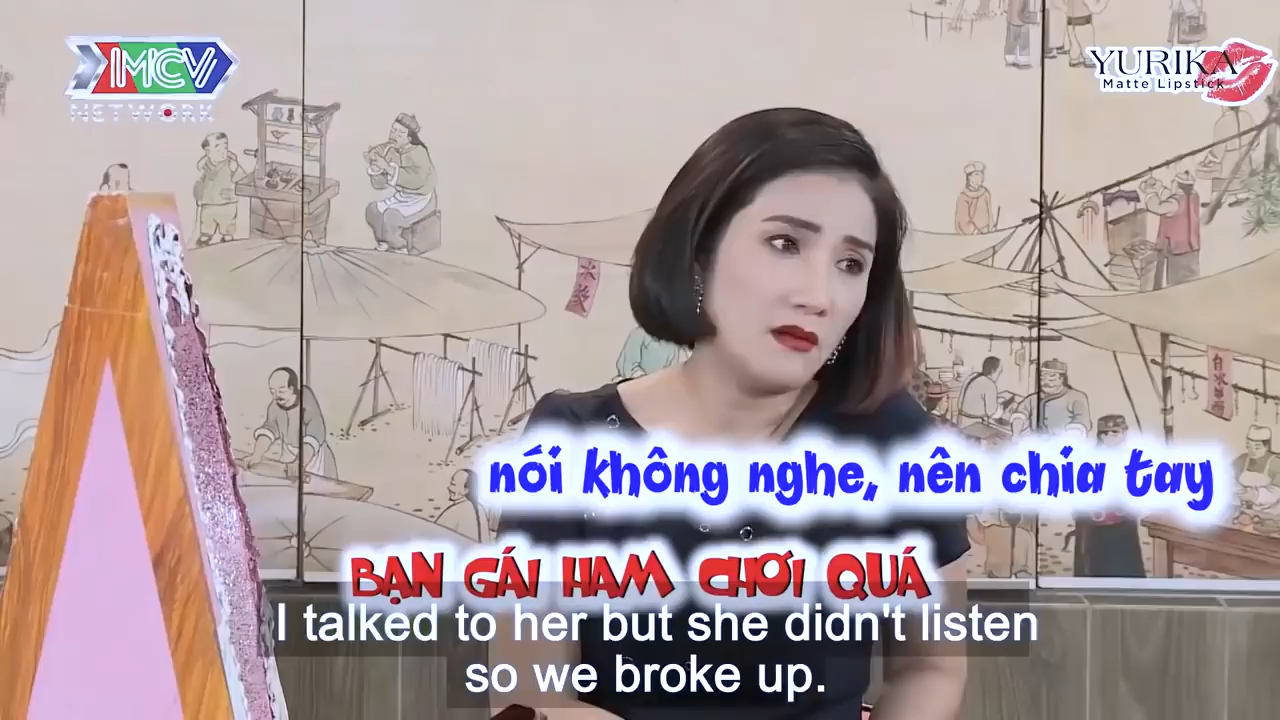 MCV
NETWORK
YURIKA
Matte Lipstick
nói không nghe, nên chia tay
BẠN GÁI HAM CHƠI QUÁ
I talked to her but she didn't listen
so we broke up.